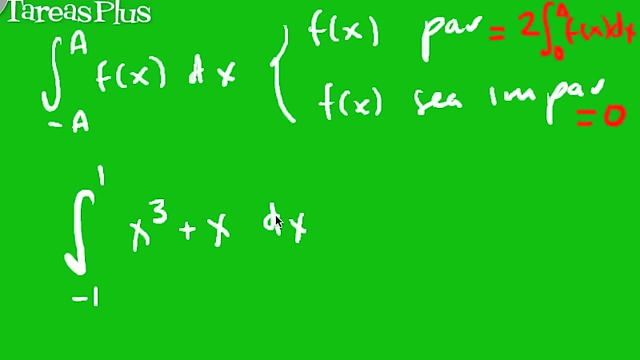 TareasPlus
∫_{-A}^{A} f(x) dx { f(x) par = 2∫_0^A f(x)dx
f(x) sea impar = 0
∫_{-1}^{1} x³ + x dx